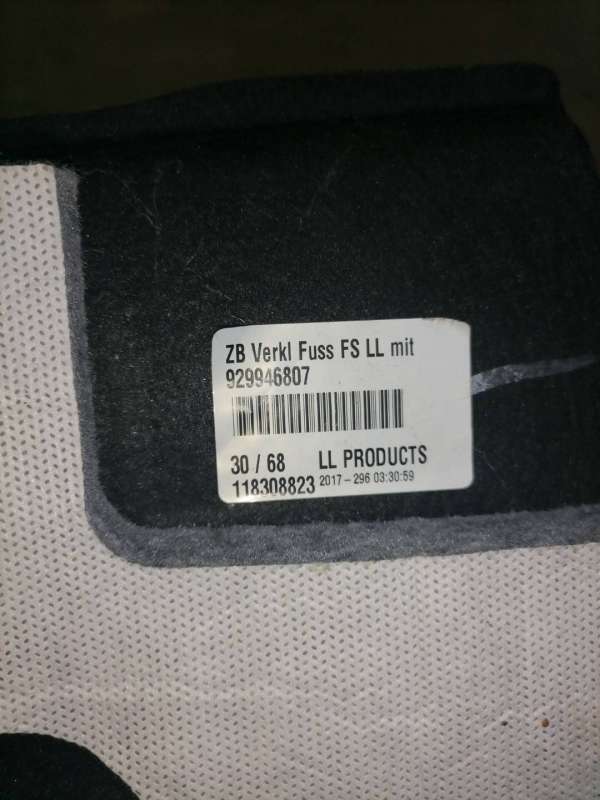 ZB Verkl Fuss FS LL mit
929946807
30 / 68 LL PRODUCTS
118308823 2017-296 03:30:59